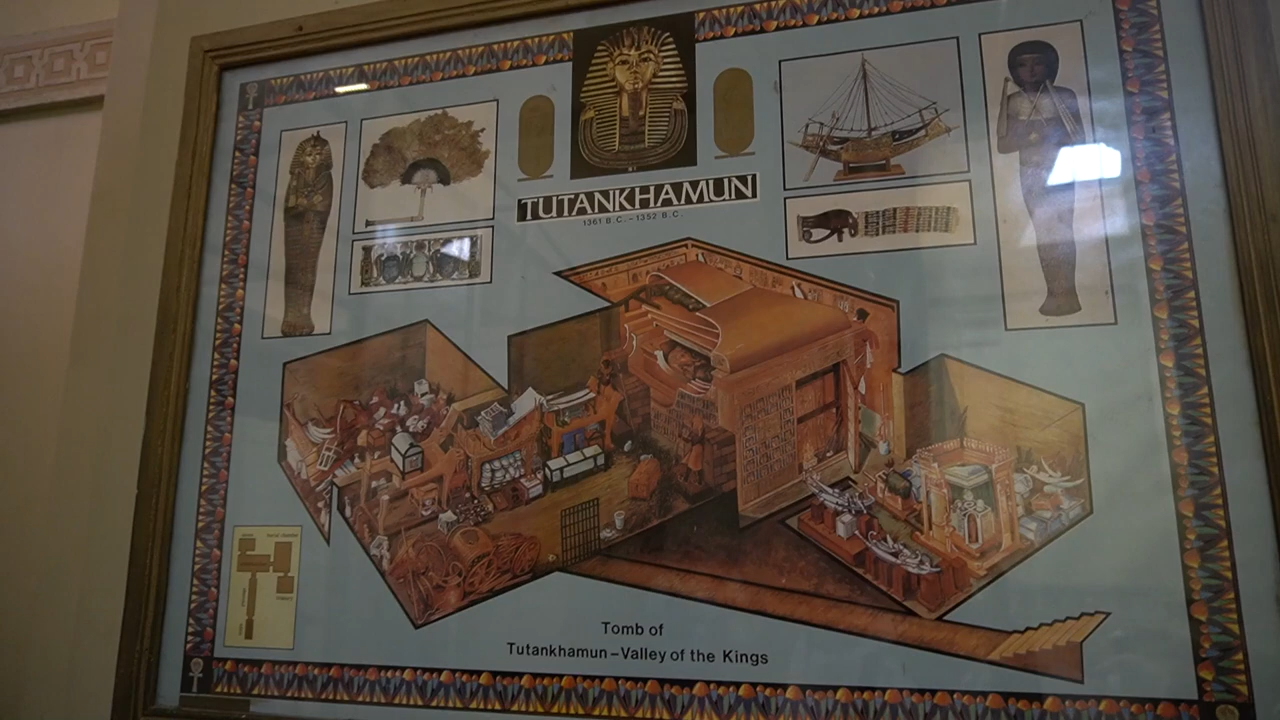 TUTANKHAMUN
1361 B.C.–1352 B.C.
Tomb of
Tutankhamun–Valley of the Kings